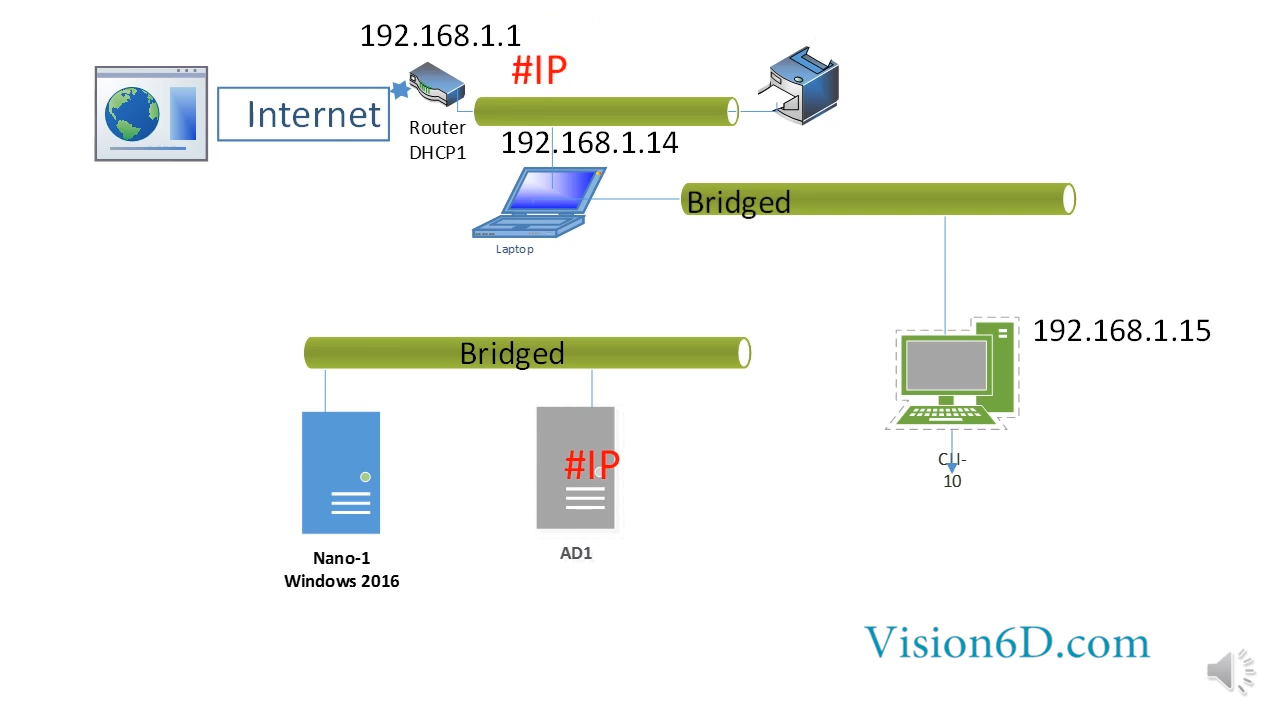 192.168.1.1
#IP
Internet
Router
DHCP1
192.168.1.14
Bridged
Laptop
192.168.1.15
Bridged
#IP
CLI-
10
AD1
Nano-1
Windows 2016
Vision6D.com